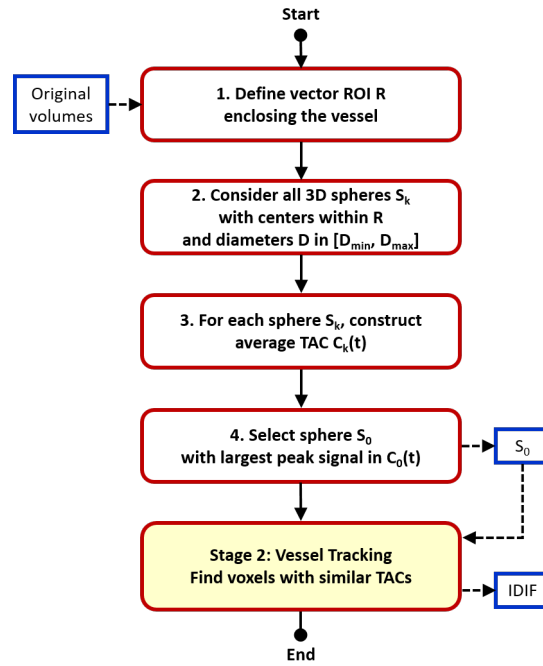 Start
Original
volumes
1. Define vector ROI R
enclosing the vessel
2. Consider all 3D spheres Sₖ
with centers within R
and diameters D in [Dₘᵢₙ, Dₘₐₓ]
3. For each sphere Sₖ, construct
average TAC Cₖ(t)
4. Select sphere S₀
with largest peak signal in C₀(t)
S₀
Stage 2: Vessel Tracking
Find voxels with similar TACs
IDIF
End